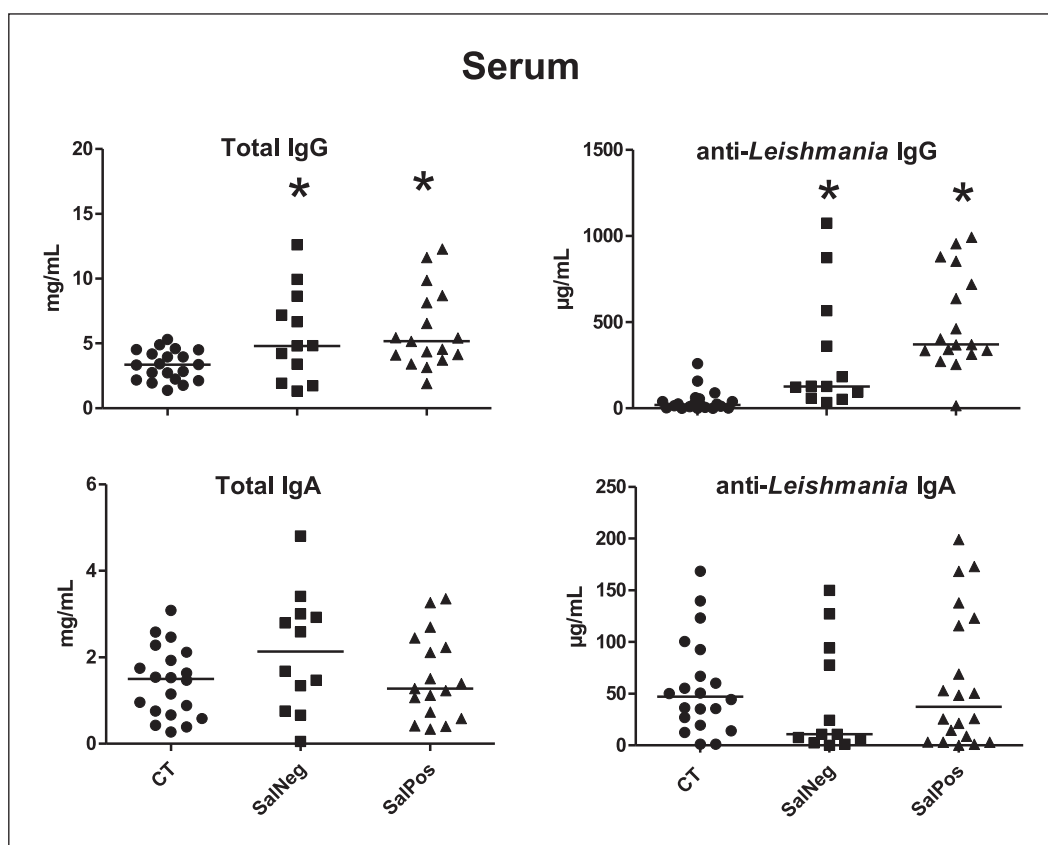 Serum
Total IgG
mg/mL
20
15
10
5
0
*
*
anti-Leishmania IgG
µg/mL
1500
1000
500
0
*
*
Total IgA
mg/mL
6
4
2
0
CT
SalNeg
SalPos
anti-Leishmania IgA
µg/mL
250
200
150
100
50
0
CT
SalNeg
SalPos